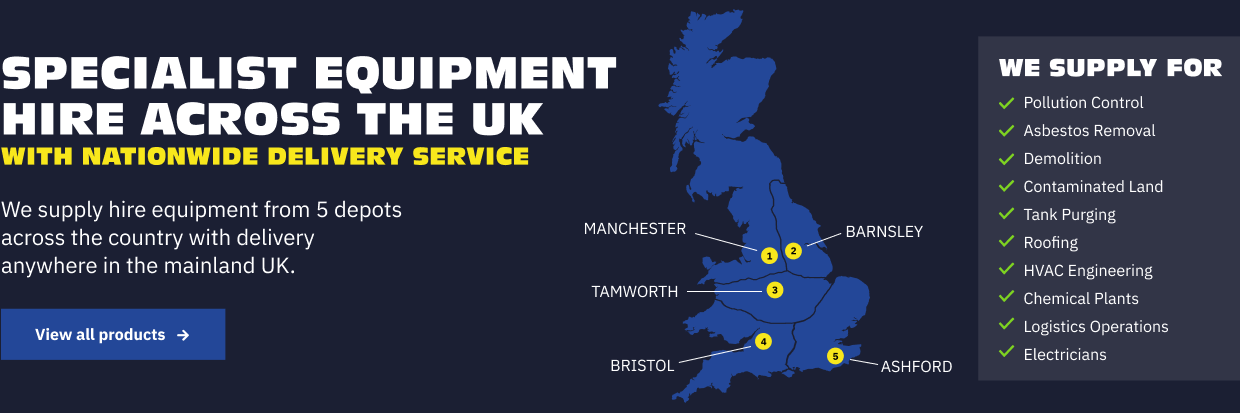 SPECIALIST EQUIPMENT
HIRE ACROSS THE UK
WITH NATIONWIDE DELIVERY SERVICE
We supply hire equipment from 5 depots
across the country with delivery
anywhere in the mainland UK.
View all products →
MANCHESTER
1
2
BARNSLEY
TAMWORTH
3
BRISTOL
4
5
ASHFORD
WE SUPPLY FOR
Pollution Control
Asbestos Removal
Demolition
Contaminated Land
Tank Purging
Roofing
HVAC Engineering
Chemical Plants
Logistics Operations
Electricians